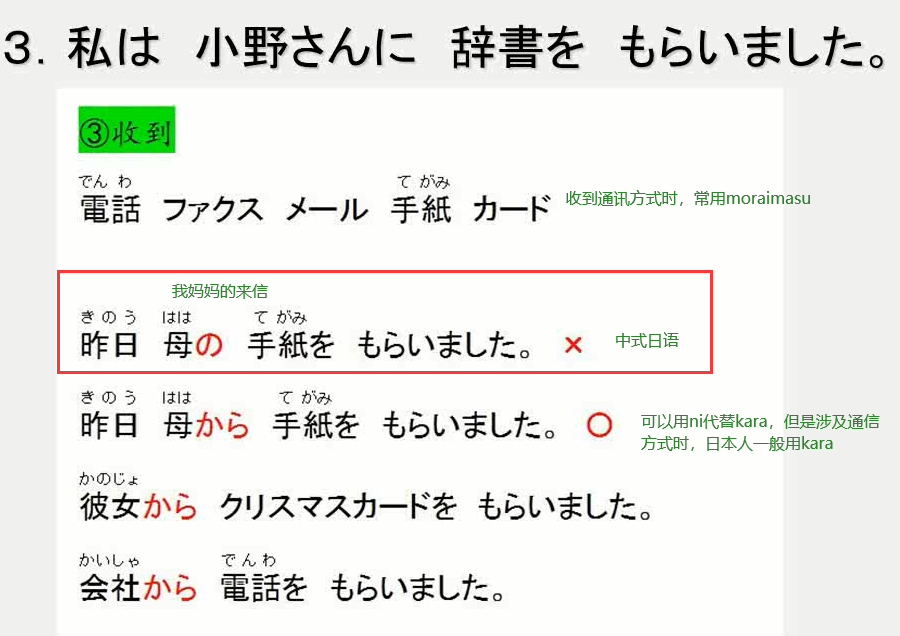 ３．私は　小野さんに　辞書を　もらいました。
③收到
でんわ　てがみ
電話　ファクス　メール　手紙　カード　收到通讯方式时，常用moraimasu
我妈妈的来信
きのう　はは　てがみ
昨日　母の　手紙を　もらいました。　×　中式日语
きのう　はは　てがみ
昨日　母から　手紙を　もらいました。　○　可以用ni代替kara，但是涉及通信
方式时，日本人一般用kara
かのじょ
彼女から　クリスマスカードを　もらいました。
かいしゃ　でんわ
会社から　電話を　もらいました。